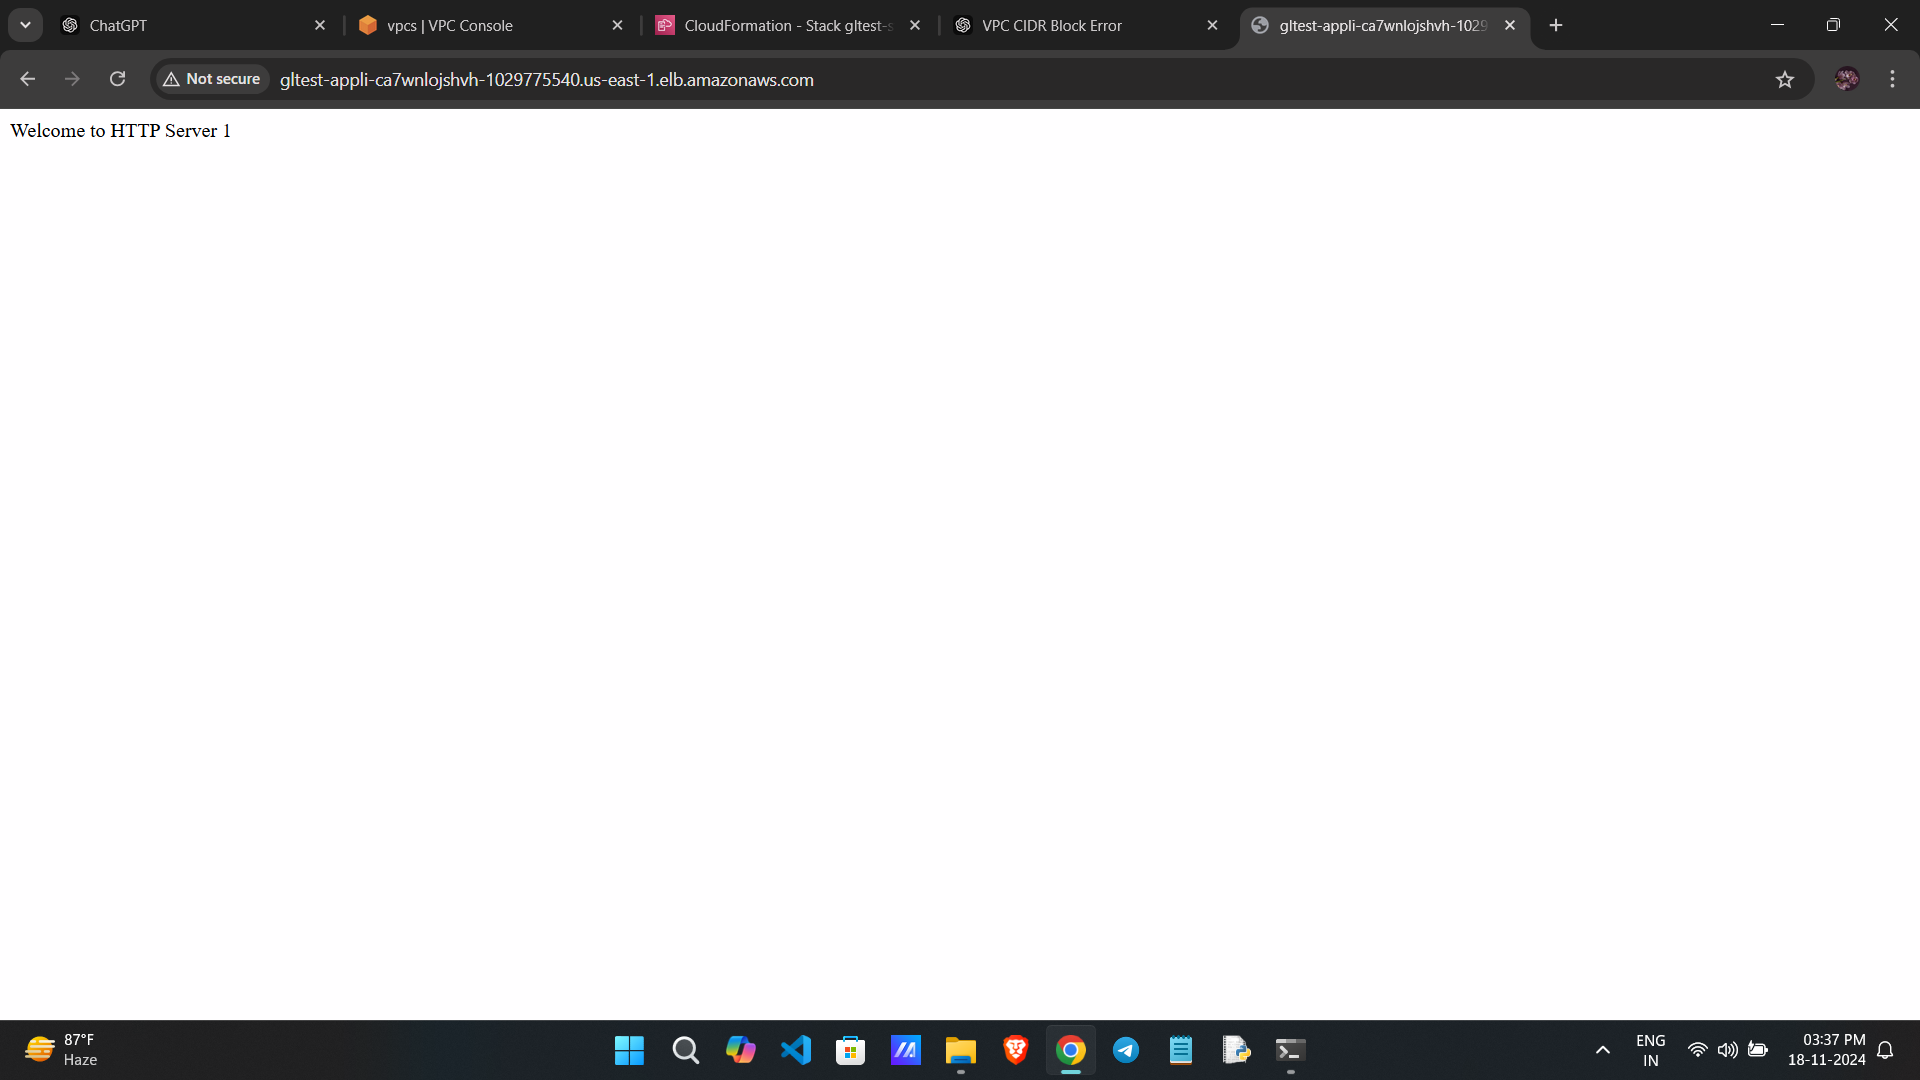 ChatGPT
vpcs | VPC Console
CloudFormation - Stack gltest-s
VPC CIDR Block Error
gltest-appli-ca7wnlojshvh-1029
Not secure
gltest-appli-ca7wnlojshvh-1029775540.us-east-1.elb.amazonaws.com
Welcome to HTTP Server 1
87°F
Haze
ENG
IN
03:37 PM
18-11-2024